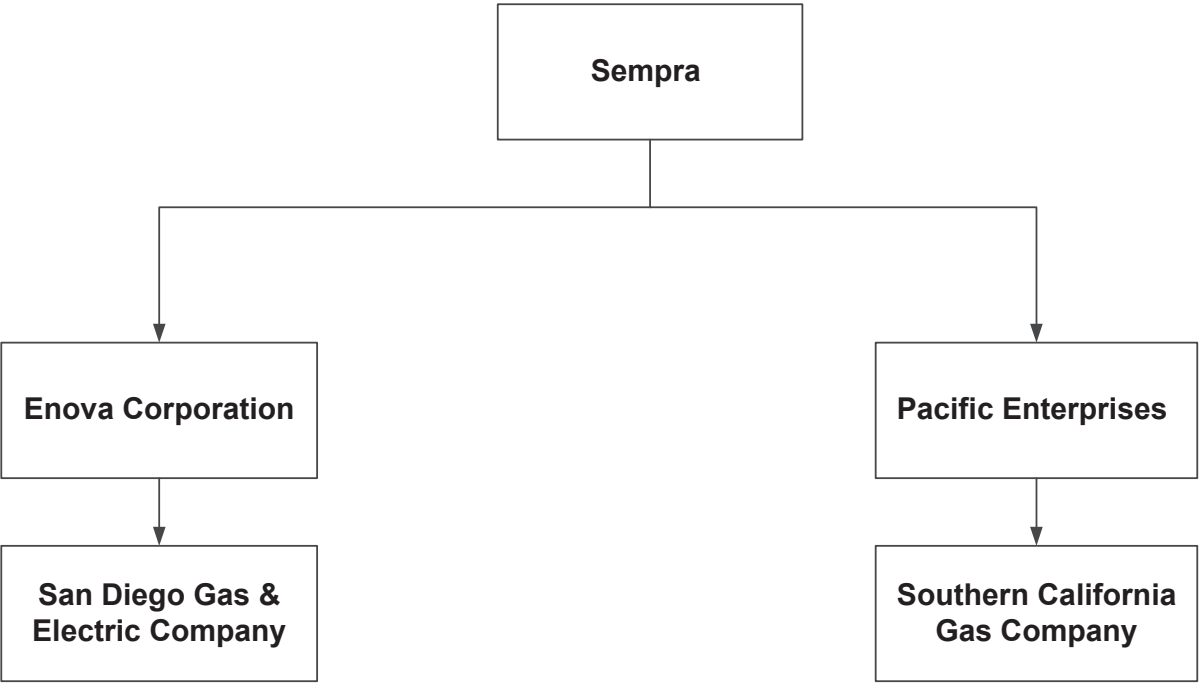 Sempra
Enova Corporation
Pacific Enterprises
San Diego Gas &
Electric Company
Southern California
Gas Company